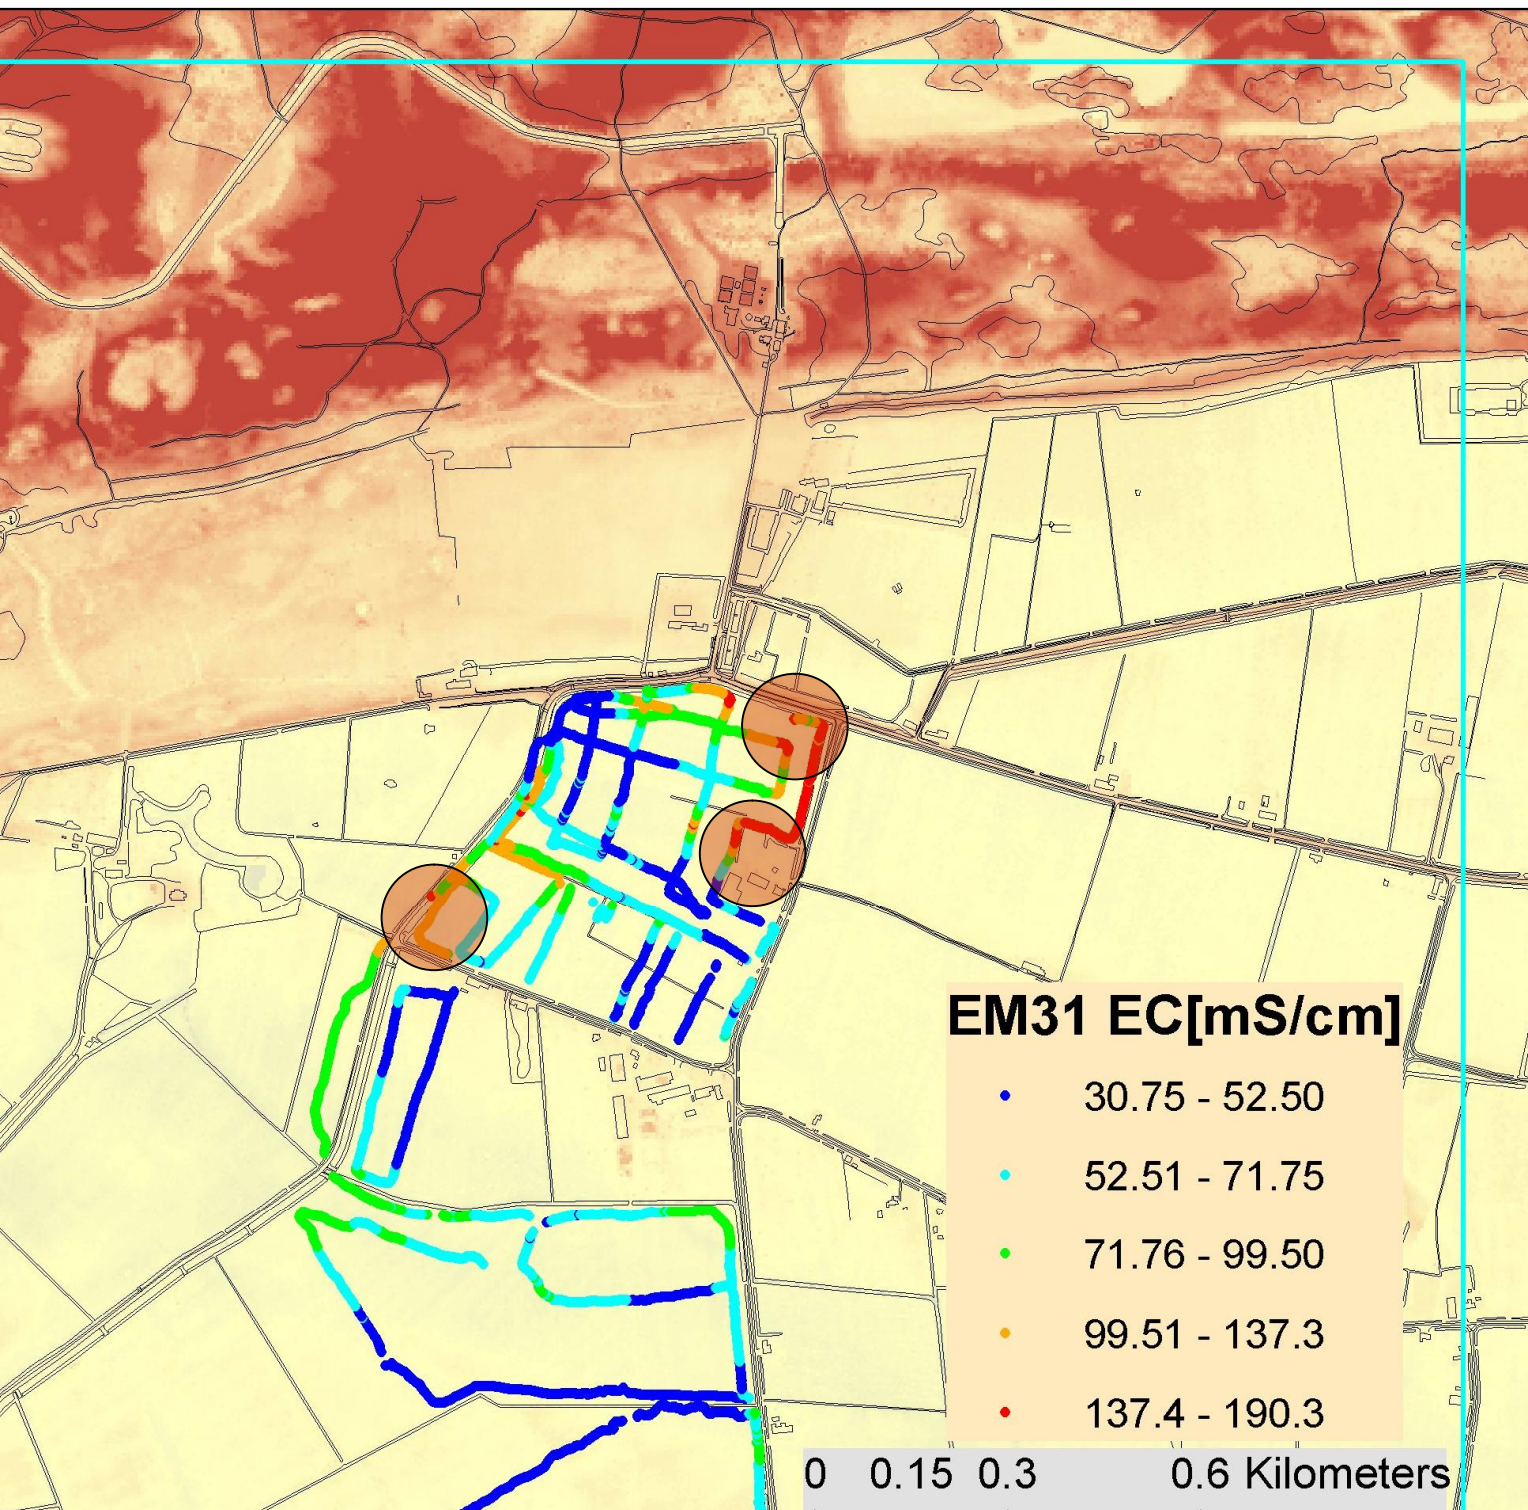 EM31 EC[mS/cm]
30.75 - 52.50
52.51 - 71.75
71.76 - 99.50
99.51 - 137.3
137.4 - 190.3
0 0.15 0.3 0.6 Kilometers